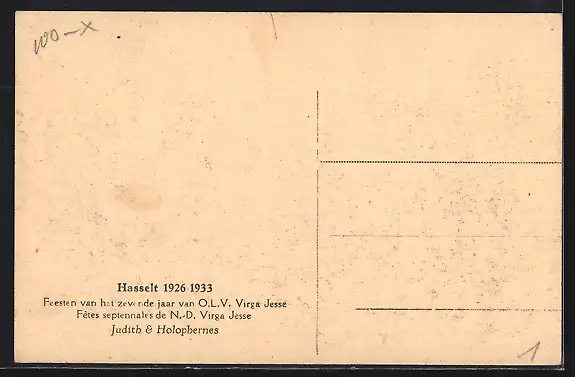 100 - x
Hasselt 1926-1933
Feesten van het zevende jaar van O.L.V. Virga Jesse
Fêtes septennales de N.-D. Virga Jesse
Judith & Holophernes
1